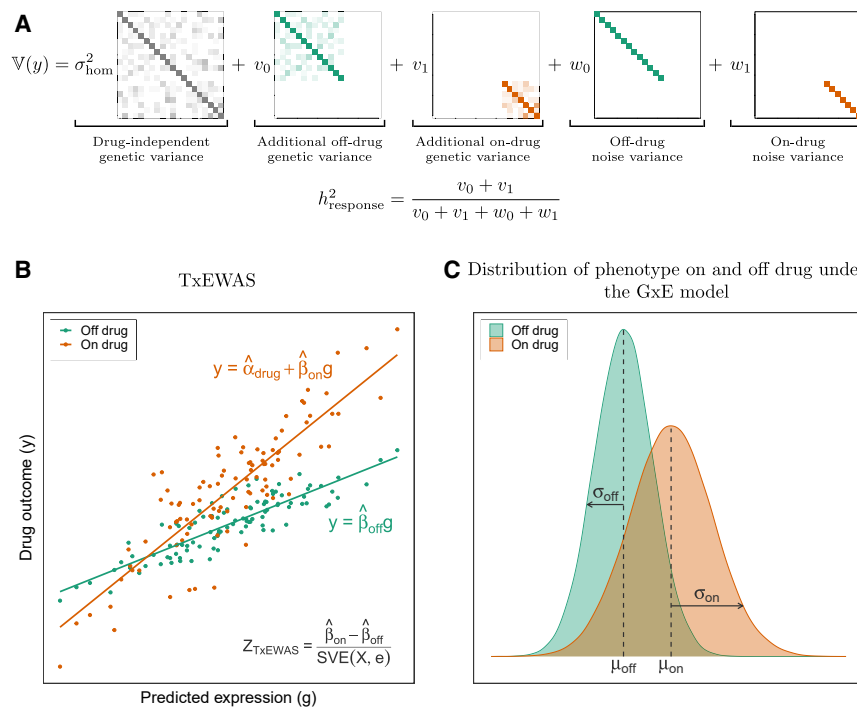 A
𝕍(y) = σ²hom + v₀ + v₁ + w₀ + w₁
Drug-independent
genetic variance
Additional off-drug
genetic variance
Additional on-drug
genetic variance
Off-drug
noise variance
On-drug
noise variance
h²response = (v₀ + v₁) / (v₀ + v₁ + w₀ + w₁)
B
TxEWAS
Off drug
On drug
y = α̂drug + β̂on g
y = β̂off g
Z TxEWAS = (β̂on − β̂off) / SVE(X, e)
Drug outcome (y)
Predicted expression (g)
C Distribution of phenotype on and off drug unde
the GxE model
Off drug
On drug
σoff
σon
μoff μon